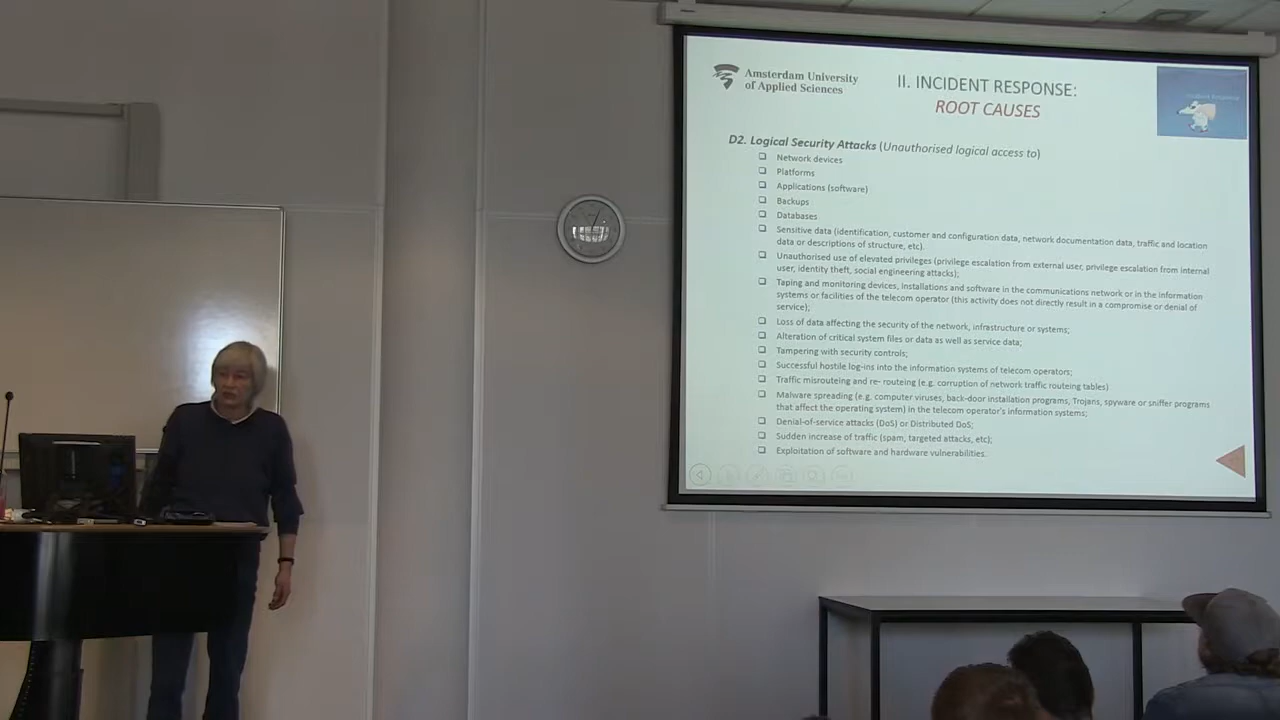 Amsterdam University
of Applied Sciences
II. INCIDENT RESPONSE:
ROOT CAUSES
Incident Response
D2. Logical Security Attacks (Unauthorised logical access to)
❑ Network devices
❑ Platforms
❑ Applications (software)
❑ Backups
❑ Databases
❑ Sensitive data (identification, customer and configuration data, network documentation data, traffic and location
data or descriptions of structure, etc).
❑ Unauthorised use of elevated privileges (privilege escalation from external user, privilege escalation from internal
user, identity theft, social engineering attacks);
❑ Taping and monitoring devices, installations and software in the communications network or in the information
systems or facilities of the telecom operator (this activity does not directly result in a compromise or denial of
service);
❑ Loss of data affecting the security of the network, infrastructure or systems;
❑ Alteration of critical system files or data as well as service data;
❑ Tampering with security controls;
❑ Successful hostile log-ins into the information systems of telecom operators;
❑ Traffic misrouteing and re- routeing (e.g. corruption of network traffic routeing tables)
❑ Malware spreading (e.g. computer viruses, back-door installation programs, Trojans, spyware or sniffer programs
that affect the operating system) in the telecom operator's information systems;
❑ Denial-of-service attacks (DoS) or Distributed DoS;
❑ Sudden increase of traffic (spam, targeted attacks, etc);
❑ Exploitation of software and hardware vulnerabilities.